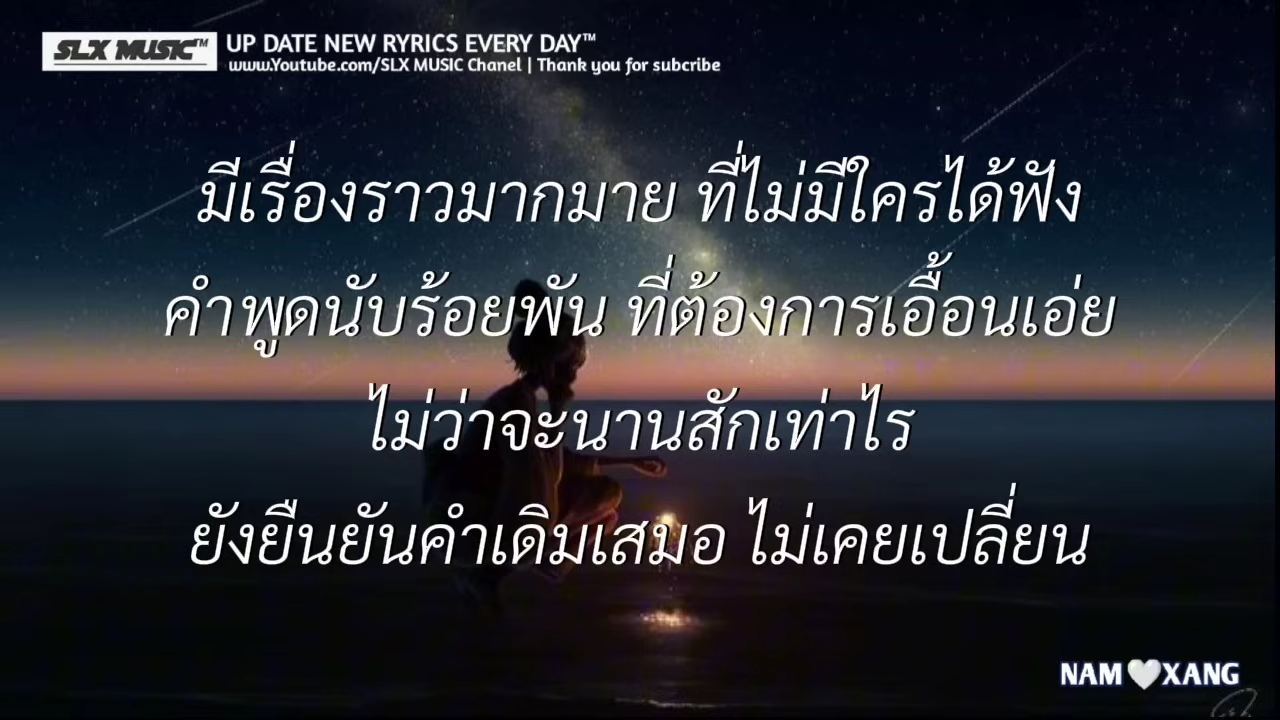 SLX MUSIC™
UP DATE NEW RYRICS EVERY DAY™
www.Youtube.com/SLX MUSIC Chanel | Thank you for subcribe
มีเรื่องราวมากมาย ที่ไม่มีใครได้ฟัง
คำพูดนับร้อยพัน ที่ต้องการเอื้อนเอ่ย
ไม่ว่าจะนานสักเท่าไร
ยังยืนยันคำเดิมเสมอ ไม่เคยเปลี่ยน
NAM🤍XANG